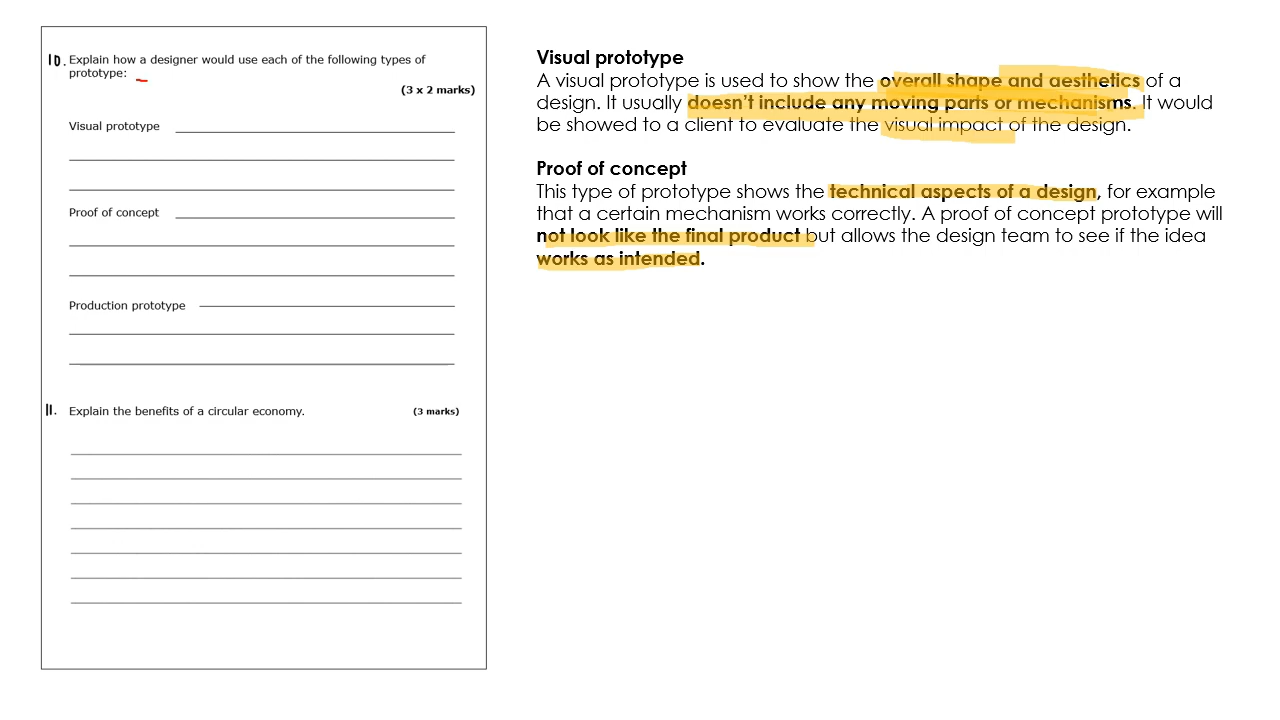 10. Explain how a designer would use each of the following types of
prototype:
(3 x 2 marks)
Visual prototype
Proof of concept
Production prototype
11. Explain the benefits of a circular economy. (3 marks)
Visual prototype
A visual prototype is used to show the overall shape and aesthetics of a
design. It usually doesn't include any moving parts or mechanisms. It would
be showed to a client to evaluate the visual impact of the design.
Proof of concept
This type of prototype shows the technical aspects of a design, for example
that a certain mechanism works correctly. A proof of concept prototype will
not look like the final product but allows the design team to see if the idea
works as intended.